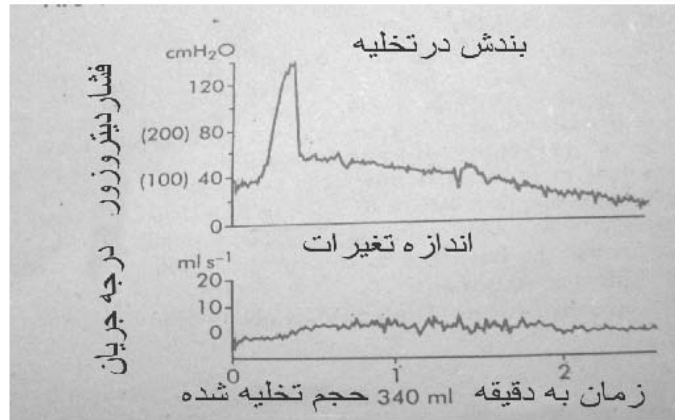 بندش در تخلیه
cmH₂O
120
(200) 80
(100) 40
0
فشار دیتروزور
اندازه تغیرات
ml s⁻¹
20
10
0
درجه جریان
0 1 2
زمان به دقیقه 340 ml حجم تخلیه شده